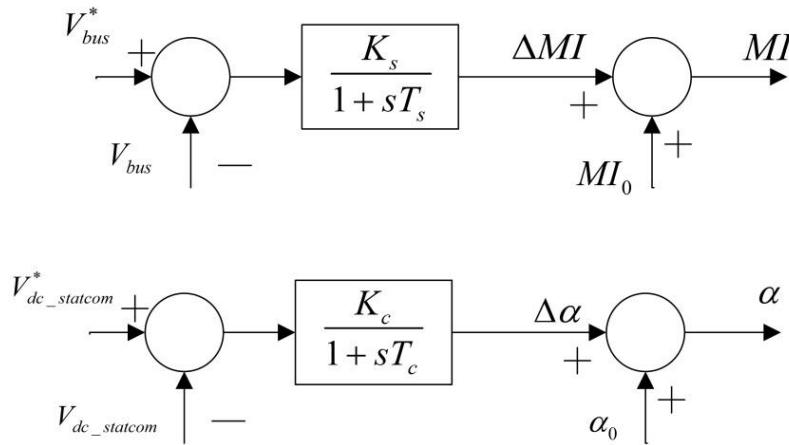 V*bus
+
Ks
1 + sTs
ΔMI
MI
+
Vbus
—
+
MI0
V*dc_statcom
+
Kc
1 + sTc
Δα
α
+
Vdc_statcom
—
+
α0